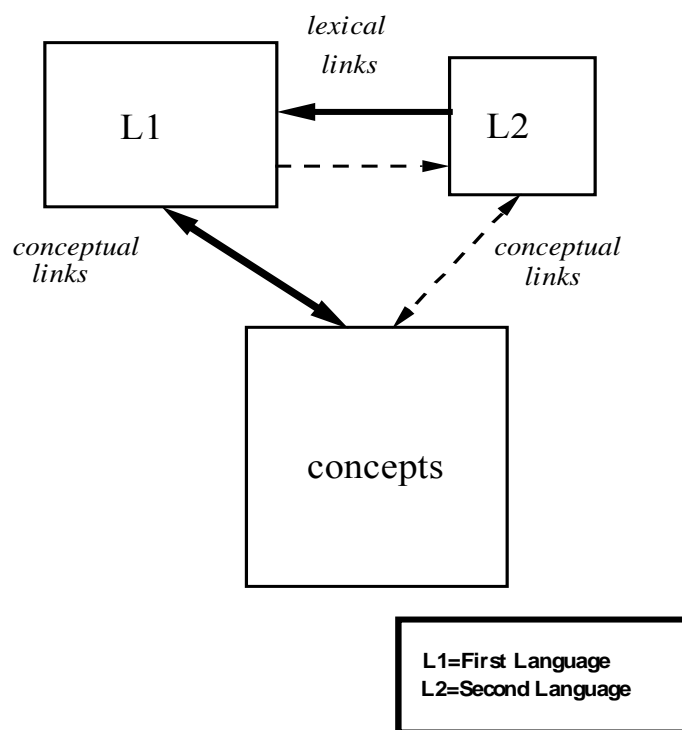 lexical
links
L1
L2
conceptual
links
conceptual
links
concepts
L1=First Language
L2=Second Language